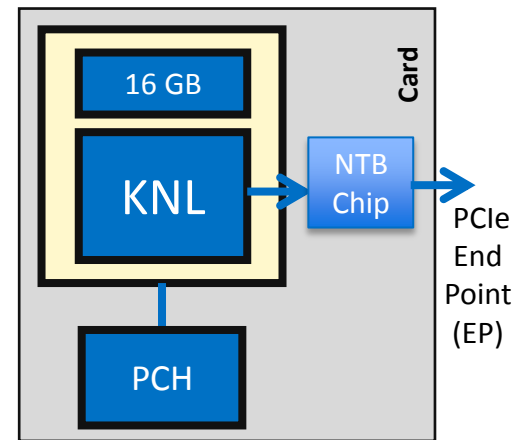 16 GB
Card
KNL
NTB
Chip
PCIe
End
Point
(EP)
PCH